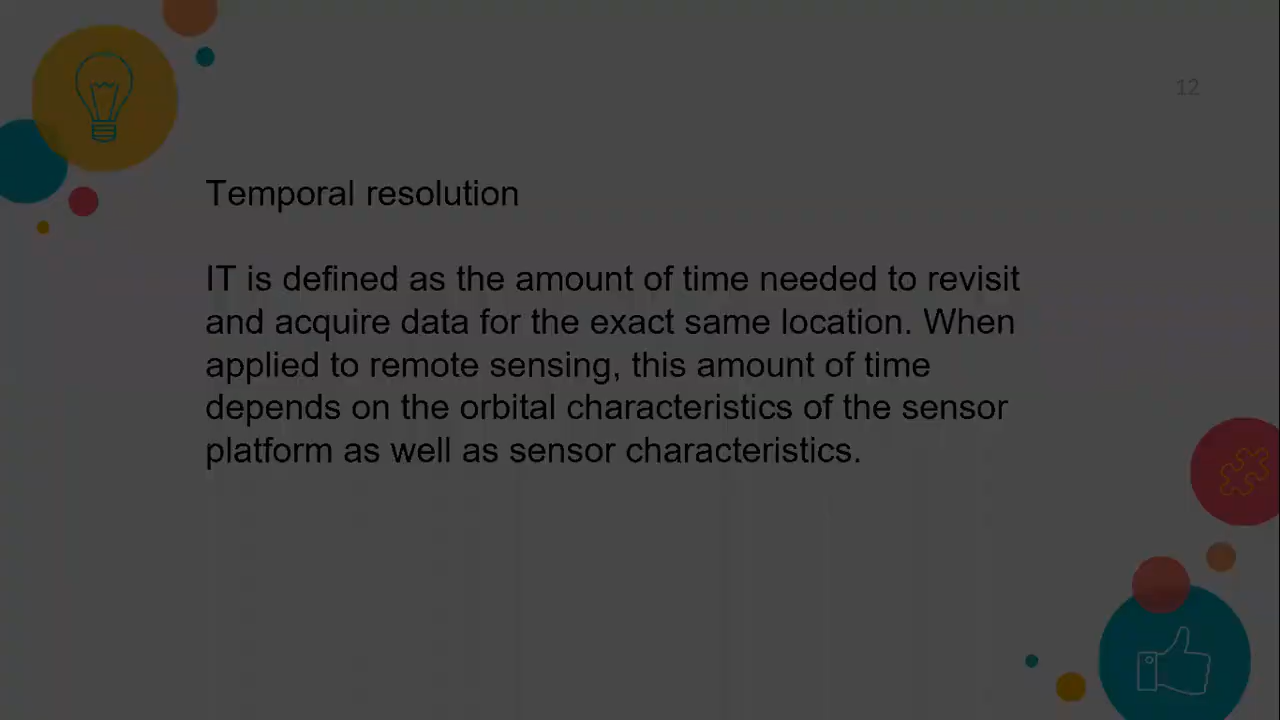 12
Temporal resolution
IT is defined as the amount of time needed to revisit
and acquire data for the exact same location. When
applied to remote sensing, this amount of time
depends on the orbital characteristics of the sensor
platform as well as sensor characteristics.